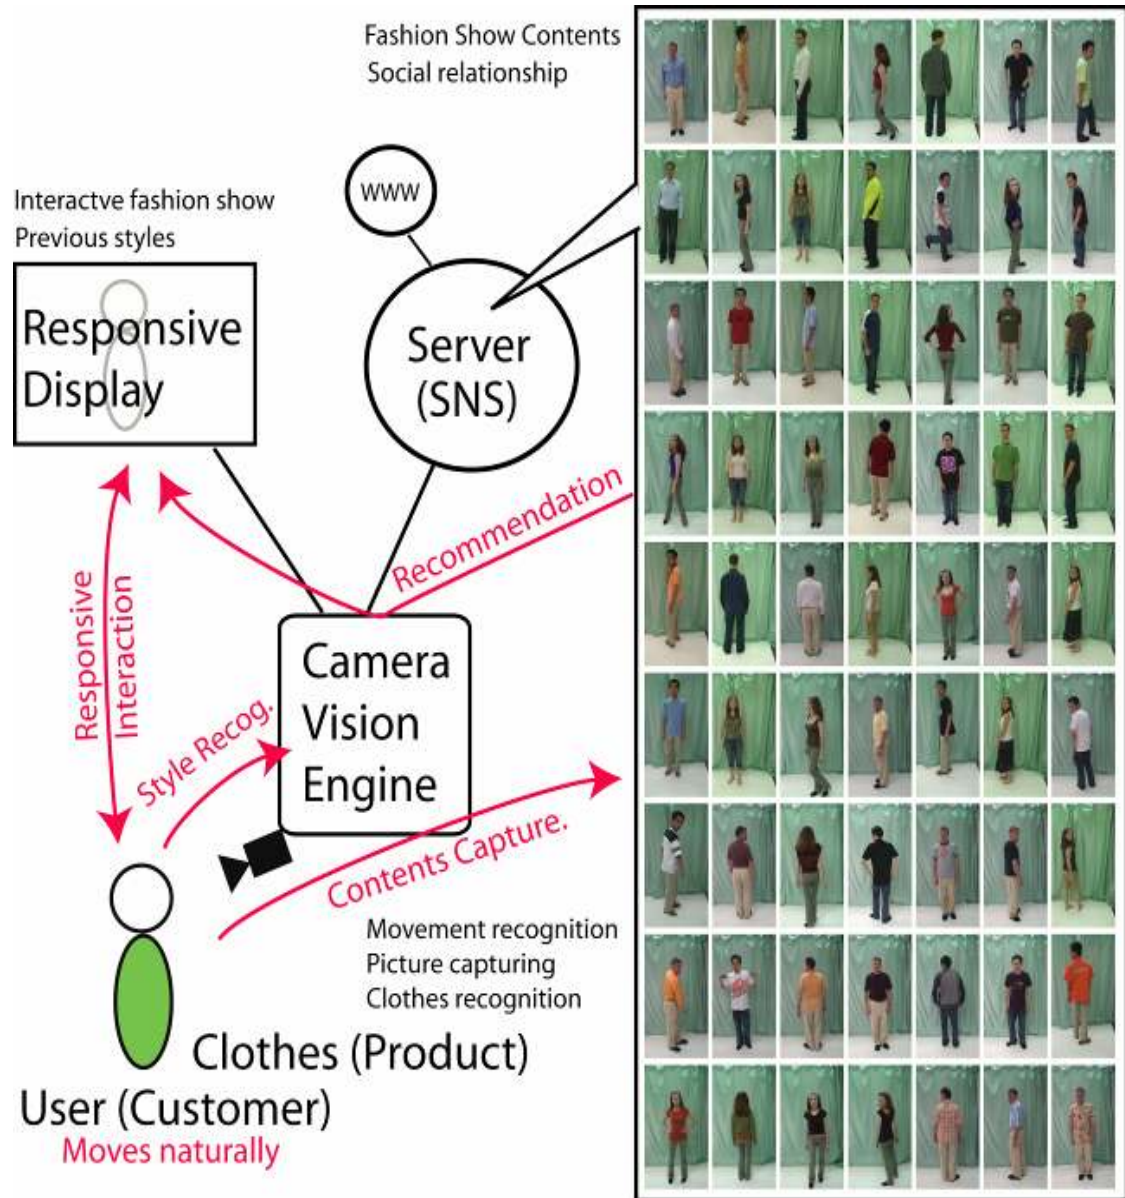 Fashion Show Contents
Social relationship
www
Interactve fashion show
Previous styles
Responsive
Display
Server
(SNS)
Recommendation
Responsive
Interaction
Style Recog.
Camera
Vision
Engine
Contents Capture.
Movement recognition
Picture capturing
Clothes recognition
Clothes (Product)
User (Customer)
Moves naturally